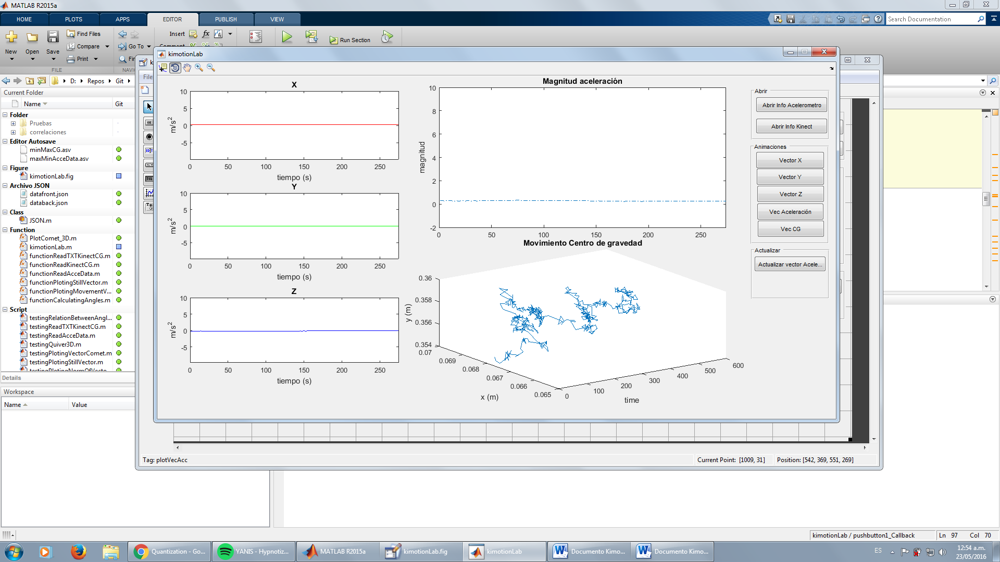 MATLAB R2015a
HOME
PLOTS
APPS
EDITOR
PUBLISH
VIEW
Search Documentation
New
Open
Save
Find Files
Compare
Print
Go To
Insert
fx
Run Section
FILE
D:
Repos
Git
Current Folder
Name
Git
Folder
Pruebas
correlaciones
Editor Autosave
minMaxCG.asv
maxMinAcceData.asv
Figure
kimotionLab.fig
Archivo JSON
datafront.json
databack.json
Class
JSON.m
Function
PlotComet_3D.m
kimotionLab.m
functionReadTXTKinectCG.m
functionReadKinectCG.m
functionReadAcceData.m
functionPlotingStillVector.m
functionPlotingMovementV...
functionCalculatingAngles.m
Script
testingRelationBetweenAngl...
testingReadTXTKinectCG.m
testingReadAcceData.m
testingQuiver3D.m
testingPlotingVectorComet.m
testingPlotingStillVector.m
Details
Workspace
Name
Value
File
kimotionLab
X
10
5
0
-5
m/s²
0
50
100
150
200
250
tiempo (s)
Y
10
5
0
-5
m/s²
0
50
100
150
200
250
tiempo (s)
Z
10
5
0
-5
m/s²
0
50
100
150
200
250
tiempo (s)
Magnitud aceleración
10
8
6
4
2
0
-2
magnitud
0
50
100
150
200
250
Movimiento Centro de gravedad
0.36
0.358
0.356
0.354
y (m)
0.07
0.069
0.068
0.067
0.066
0.065
x (m)
0
100
200
300
400
500
600
time
Abrir
Abrir Info Acelerometro
Abrir Info Kinect
Animaciones
Vector X
Vector Y
Vector Z
Vec Aceleración
Vec CG
Actualizar
Actualizar vector Acele...
Tag: plotVecAcc
Current Point: [1009, 31]
Position: [542, 369, 551, 269]
kimotionLab / pushbutton1_Callback
Ln 97 Col 70
Quantization - Go...
YANIS - Hypnotiz...
MATLAB R2015a
kimotionLab.fig
kimotionLab
Documento Kimo...
Documento Kimo...
ES
12:54 a.m.
23/05/2016